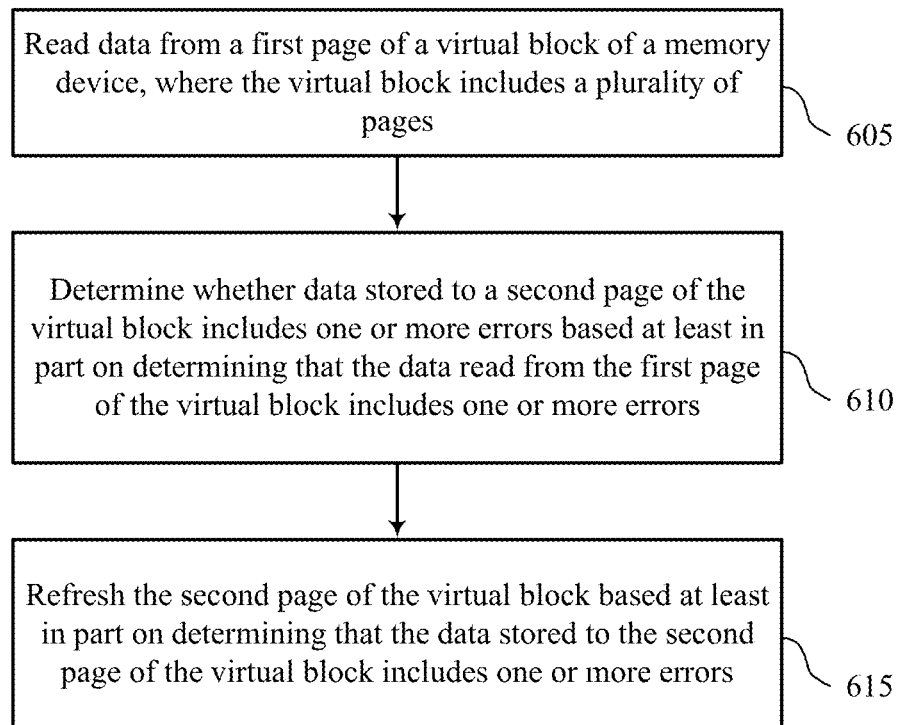 Read data from a first page of a virtual block of a memory
device, where the virtual block includes a plurality of
pages
605
Determine whether data stored to a second page of the
virtual block includes one or more errors based at least in
part on determining that the data read from the first page
of the virtual block includes one or more errors
610
Refresh the second page of the virtual block based at least
in part on determining that the data stored to the second
page of the virtual block includes one or more errors
615